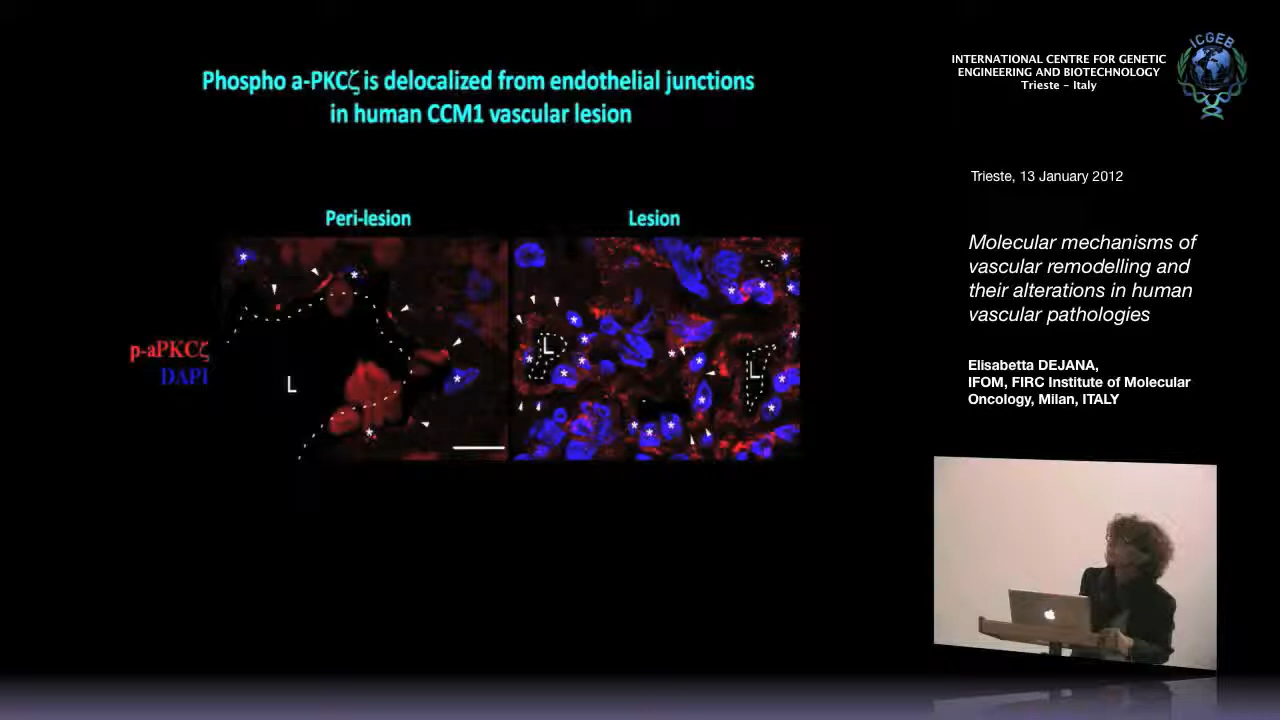 Phospho a-PKCζ is delocalized from endothelial junctions
in human CCM1 vascular lesion
Peri-lesion
Lesion
p-aPKCζ
DAPI
L
L
L
INTERNATIONAL CENTRE FOR GENETIC
ENGINEERING AND BIOTECHNOLOGY
Trieste - Italy
ICGEB
Trieste, 13 January 2012
Molecular mechanisms of
vascular remodelling and
their alterations in human
vascular pathologies
Elisabetta DEJANA,
IFOM, FIRC Institute of Molecular
Oncology, Milan, ITALY